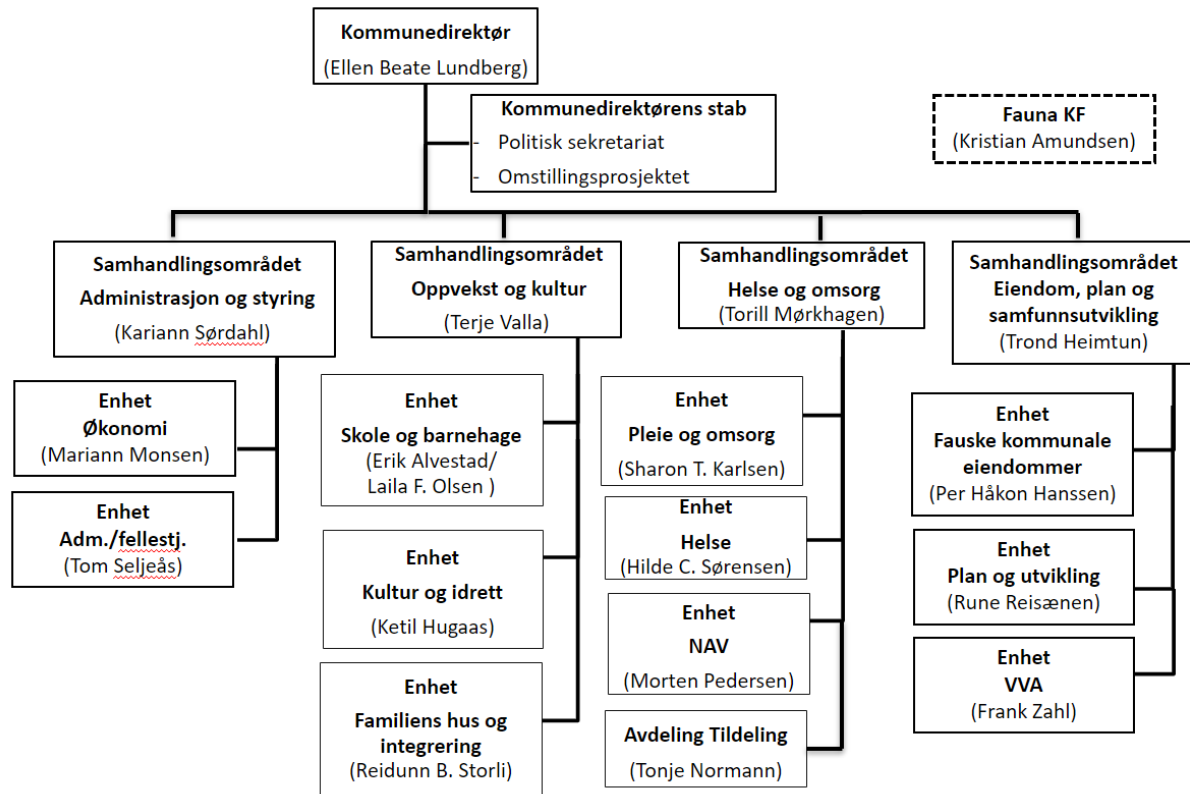 Kommunedirektør
(Ellen Beate Lundberg)
Kommunedirektørens stab
- Politisk sekretariat
- Omstillingsprosjektet
Fauna KF
(Kristian Amundsen)
Samhandlingsområdet
Administrasjon og styring
(Kariann Sørdahl)
Enhet
Økonomi
(Mariann Monsen)
Enhet
Adm./fellestj.
(Tom Seljeås)
Samhandlingsområdet
Oppvekst og kultur
(Terje Valla)
Enhet
Skole og barnehage
(Erik Alvestad/
Laila F. Olsen )
Enhet
Kultur og idrett
(Ketil Hugaas)
Enhet
Familiens hus og
integrering
(Reidunn B. Storli)
Samhandlingsområdet
Helse og omsorg
(Torill Mørkhagen)
Enhet
Pleie og omsorg
(Sharon T. Karlsen)
Enhet
Helse
(Hilde C. Sørensen)
Enhet
NAV
(Morten Pedersen)
Avdeling Tildeling
(Tonje Normann)
Samhandlingsområdet
Eiendom, plan og
samfunnsutvikling
(Trond Heimtun)
Enhet
Fauske kommunale
eiendommer
(Per Håkon Hanssen)
Enhet
Plan og utvikling
(Rune Reisænen)
Enhet
VVA
(Frank Zahl)